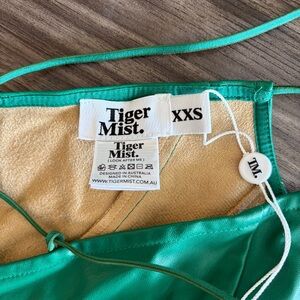 Tiger
Mist.
XXS
Tiger
Mist.
(LOOK AFTER ME)
DESIGNED IN AUSTRALIA
MADE IN CHINA
WWW.TIGERMIST.COM.AU
TM.